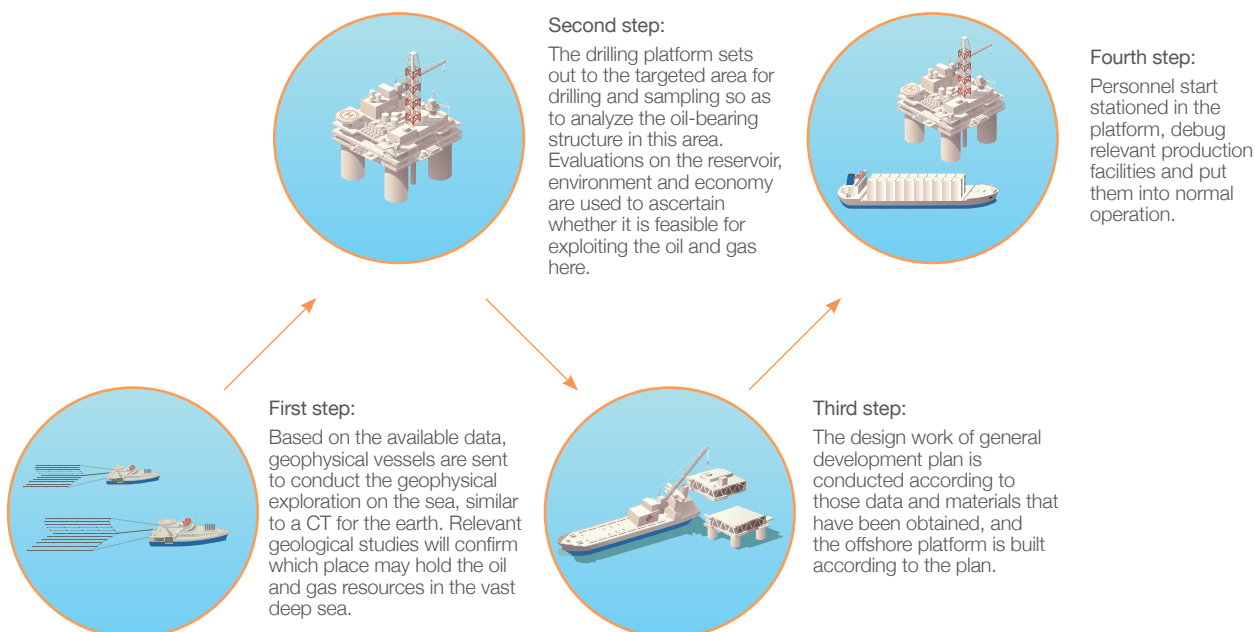 First step:
Based on the available data,
geophysical vessels are sent
to conduct the geophysical
exploration on the sea, similar
to a CT for the earth. Relevant
geological studies will confirm
which place may hold the oil
and gas resources in the vast
deep sea.
Second step:
The drilling platform sets
out to the targeted area for
drilling and sampling so as
to analyze the oil-bearing
structure in this area.
Evaluations on the reservoir,
environment and economy
are used to ascertain
whether it is feasible for
exploiting the oil and gas
here.
Third step:
The design work of general
development plan is
conducted according to
those data and materials that
have been obtained, and
the offshore platform is built
according to the plan.
Fourth step:
Personnel start
stationed in the
platform, debug
relevant production
facilities and put
them into normal
operation.